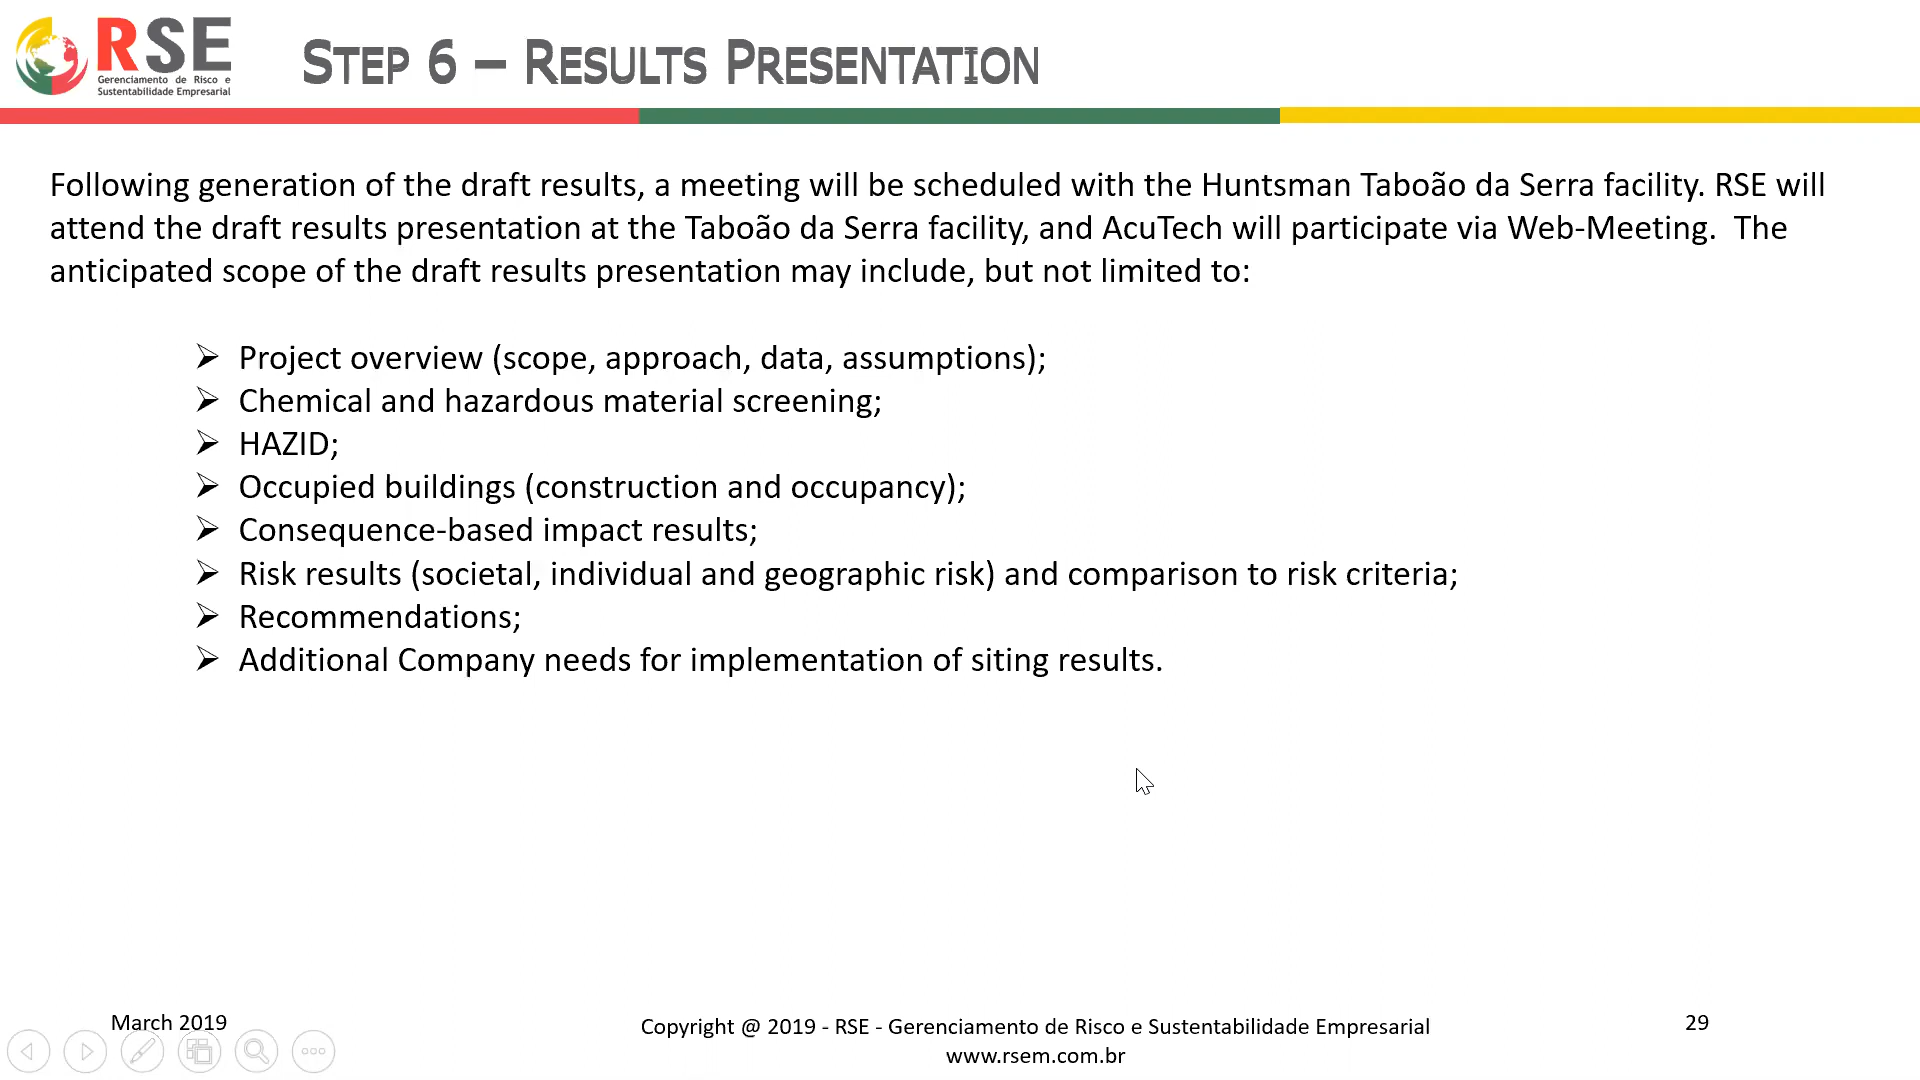 RSE
Gerenciamento de Risco e
Sustentabilidade Empresarial
STEP 6 – RESULTS PRESENTATION
Following generation of the draft results, a meeting will be scheduled with the Huntsman Taboão da Serra facility. RSE will
attend the draft results presentation at the Taboão da Serra facility, and AcuTech will participate via Web-Meeting. The
anticipated scope of the draft results presentation may include, but not limited to:
➢ Project overview (scope, approach, data, assumptions);
➢ Chemical and hazardous material screening;
➢ HAZID;
➢ Occupied buildings (construction and occupancy);
➢ Consequence-based impact results;
➢ Risk results (societal, individual and geographic risk) and comparison to risk criteria;
➢ Recommendations;
➢ Additional Company needs for implementation of siting results.
March 2019
Copyright @ 2019 - RSE - Gerenciamento de Risco e Sustentabilidade Empresarial
www.rsem.com.br
29